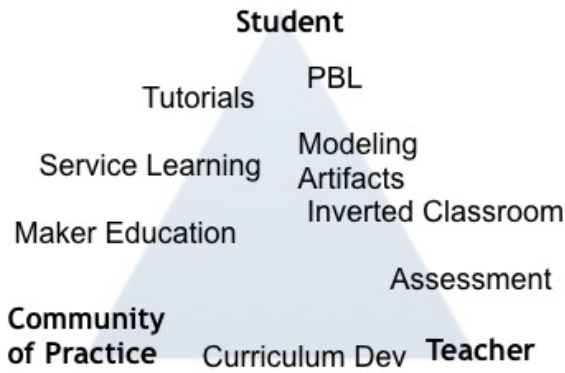 Student
PBL
Tutorials
Modeling
Artifacts
Service Learning
Inverted Classroom
Maker Education
Assessment
Community
of Practice
Curriculum Dev
Teacher